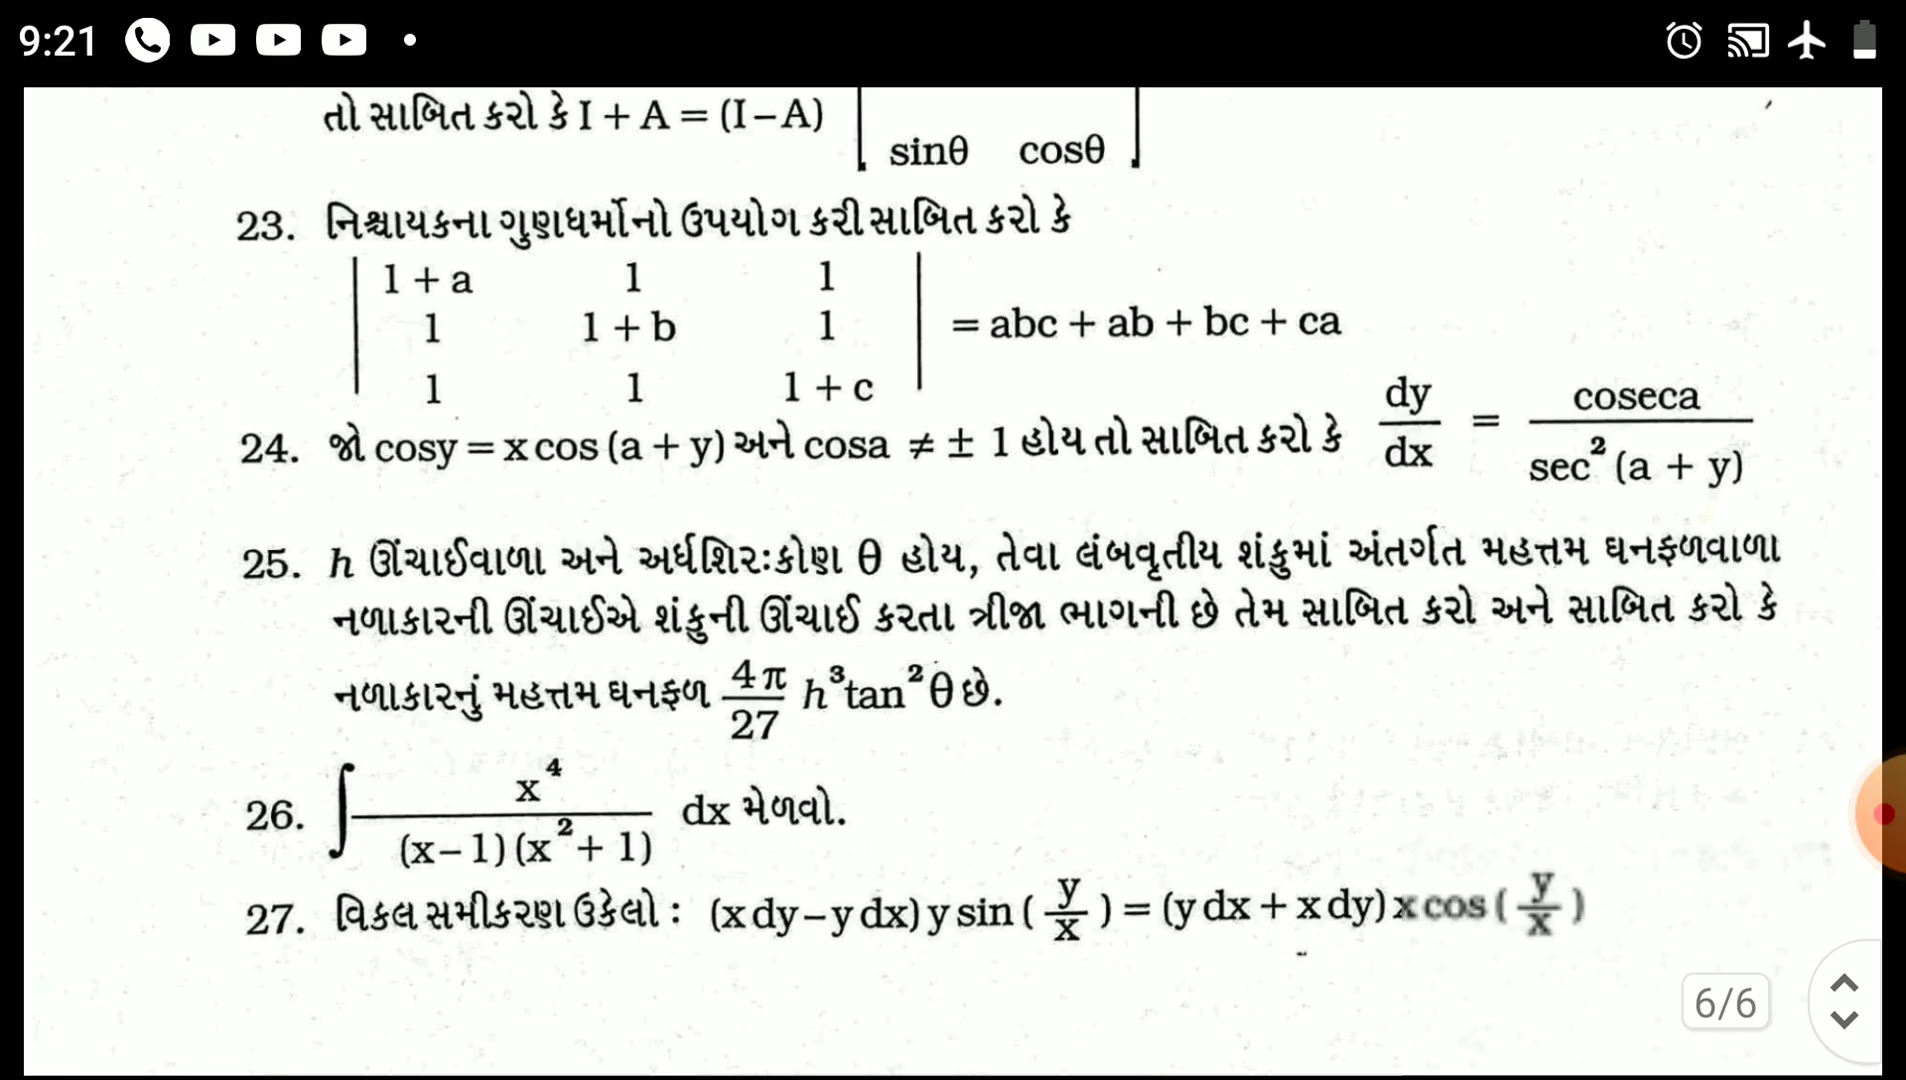 9:21
તો સાબિત કરો કે I + A = (I – A)
sinθ cosθ
23. નિશ્ચાયકના ગુણધર્મોનો ઉપયોગ કરી સાબિત કરો કે
1 + a 1 1
1 1 + b 1 = abc + ab + bc + ca
1 1 1 + c
24. જો cosy = x cos (a + y) અને cosa ≠ ± 1 હોય તો સાબિત કરો કે dy/dx = coseca / sec² (a + y)
25. h ઊંચાઈવાળા અને અર્ધશિરઃકોણ θ હોય, તેવા લંબવૃતીય શંકુમાં અંતર્ગત મહત્તમ ઘનફળવાળા
નળાકારની ઊંચાઈએ શંકુની ઊંચાઈ કરતા ત્રીજા ભાગની છે તેમ સાબિત કરો અને સાબિત કરો કે
નળાકારનું મહત્તમ ઘનફળ 4π/27 h³tan²θ છે.
26. ∫ x⁴ / (x – 1) (x² + 1) dx મેળવો.
27. વિકલ સમીકરણ ઉકેલો : (x dy – y dx) y sin ( y/x ) = (y dx + x dy) x cos ( y/x )
6/6